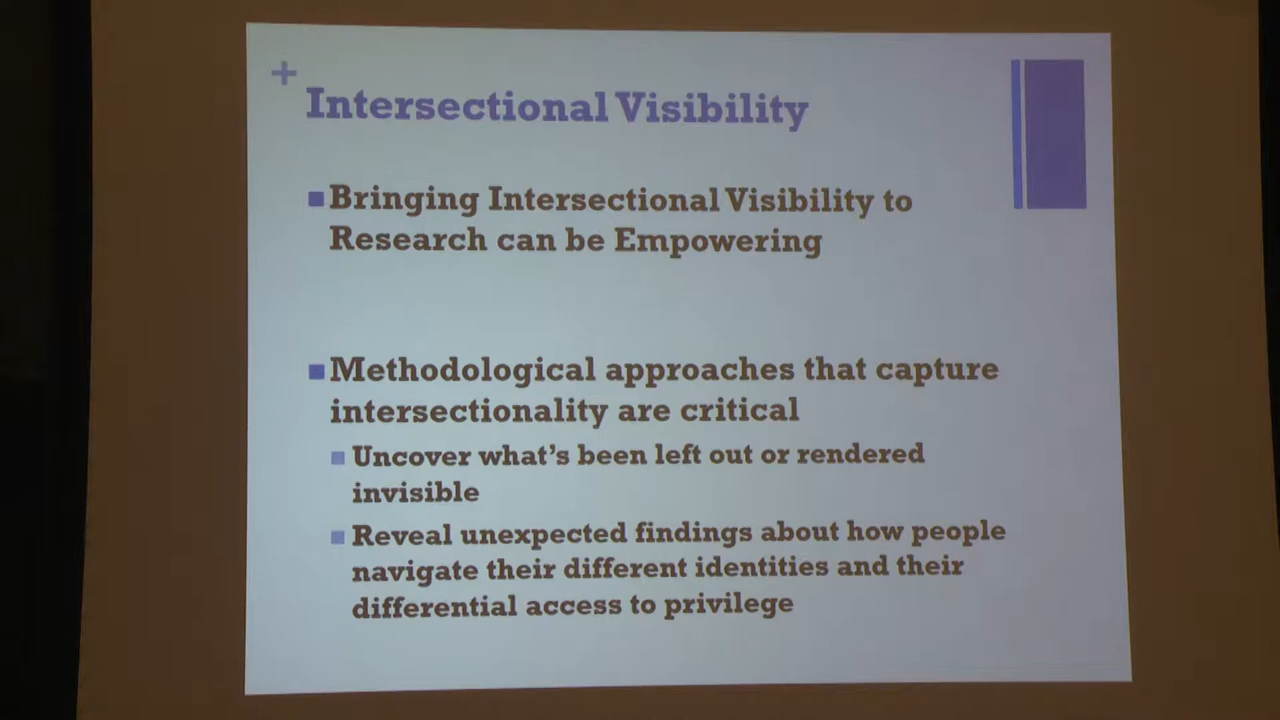 +
Intersectional Visibility
Bringing Intersectional Visibility to
Research can be Empowering
Methodological approaches that capture
intersectionality are critical
Uncover what's been left out or rendered
invisible
Reveal unexpected findings about how people
navigate their different identities and their
differential access to privilege